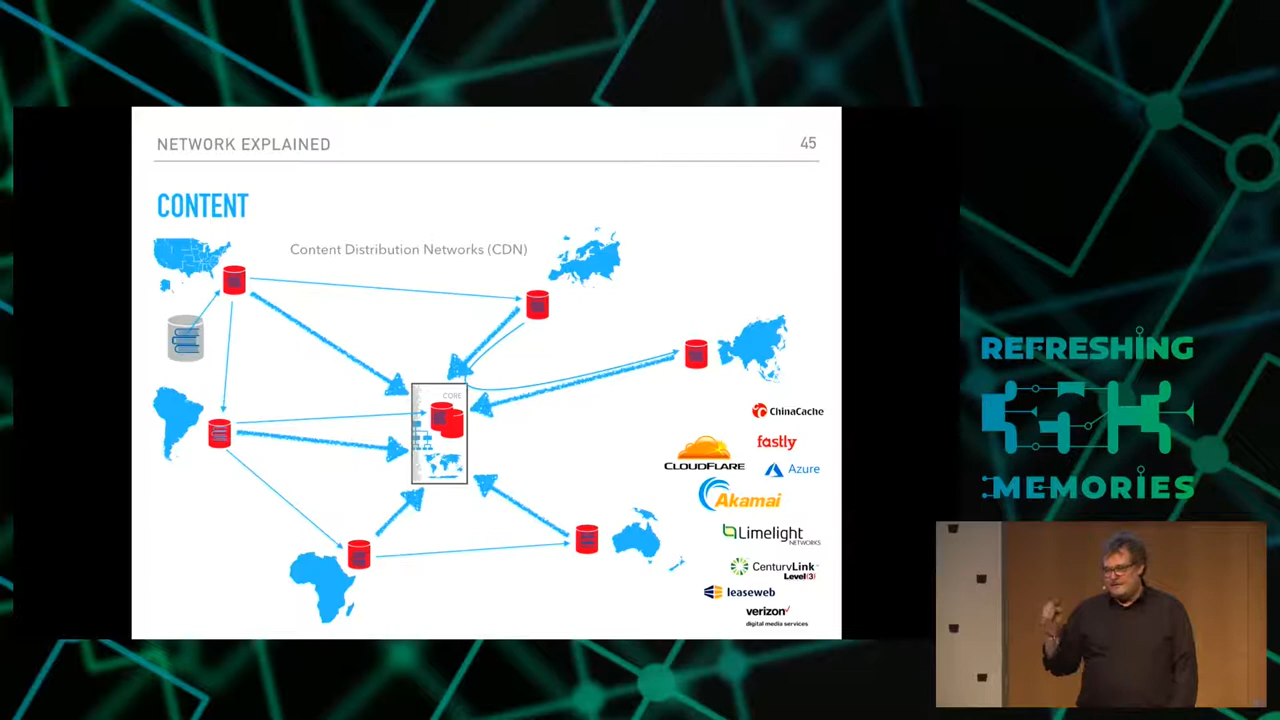 NETWORK EXPLAINED
45
CONTENT
Content Distribution Networks (CDN)
CORE
ChinaCache
fastly
CLOUDFLARE
Azure
Akamai
Limelight
NETWORKS
CenturyLink
Level(3)
leaseweb
verizon
digital media services
REFRESHING
MEMORIES